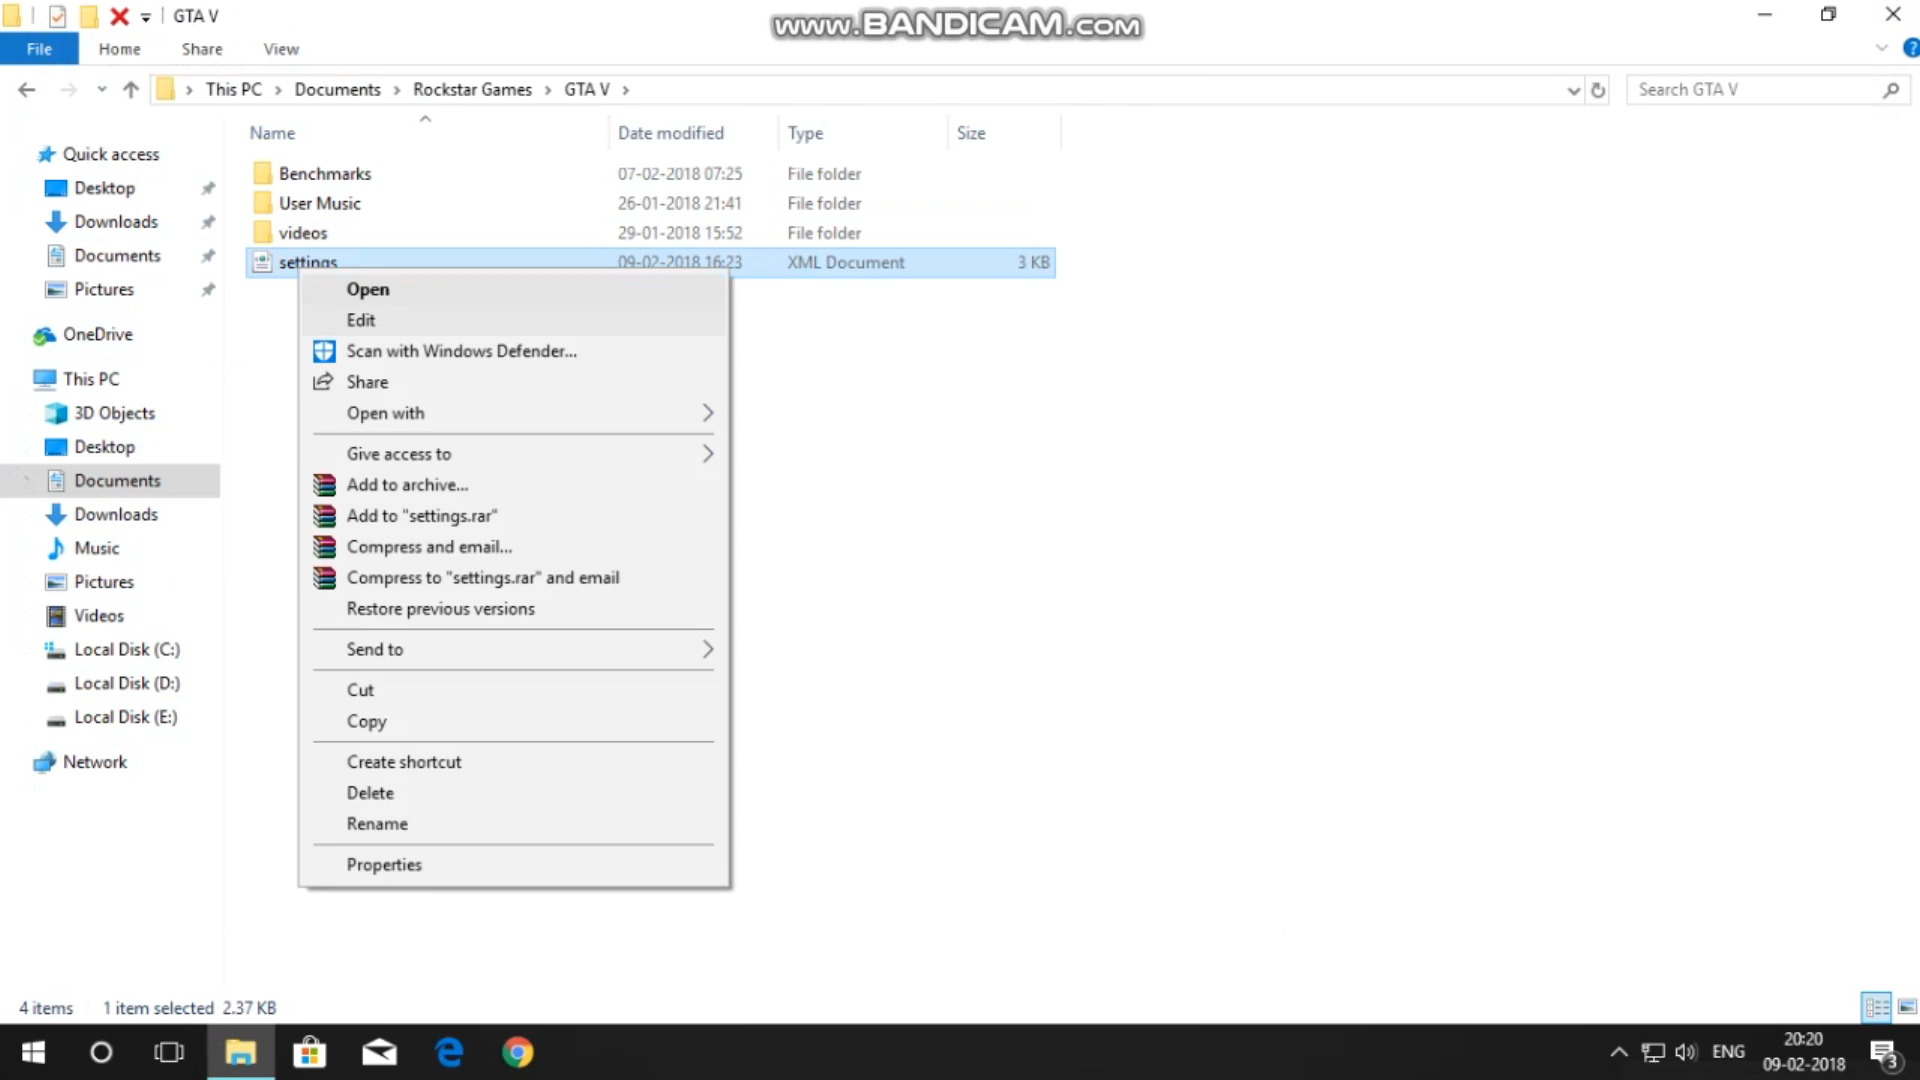 GTA V
www.BANDICAM.com
File Home Share View
This PC Documents Rockstar Games GTA V
Search GTA V
Name Date modified Type Size
Quick access
Desktop
Downloads
Documents
Pictures
OneDrive
This PC
3D Objects
Desktop
Documents
Downloads
Music
Pictures
Videos
Local Disk (C:)
Local Disk (D:)
Local Disk (E:)
Network
Benchmarks 07-02-2018 07:25 File folder
User Music 26-01-2018 21:41 File folder
videos 29-01-2018 15:52 File folder
settings 09-02-2018 16:23 XML Document 3 KB
Open
Edit
Scan with Windows Defender...
Share
Open with
Give access to
Add to archive...
Add to "settings.rar"
Compress and email...
Compress to "settings.rar" and email
Restore previous versions
Send to
Cut
Copy
Create shortcut
Delete
Rename
Properties
4 items 1 item selected 2.37 KB
ENG
20:20
09-02-2018
3